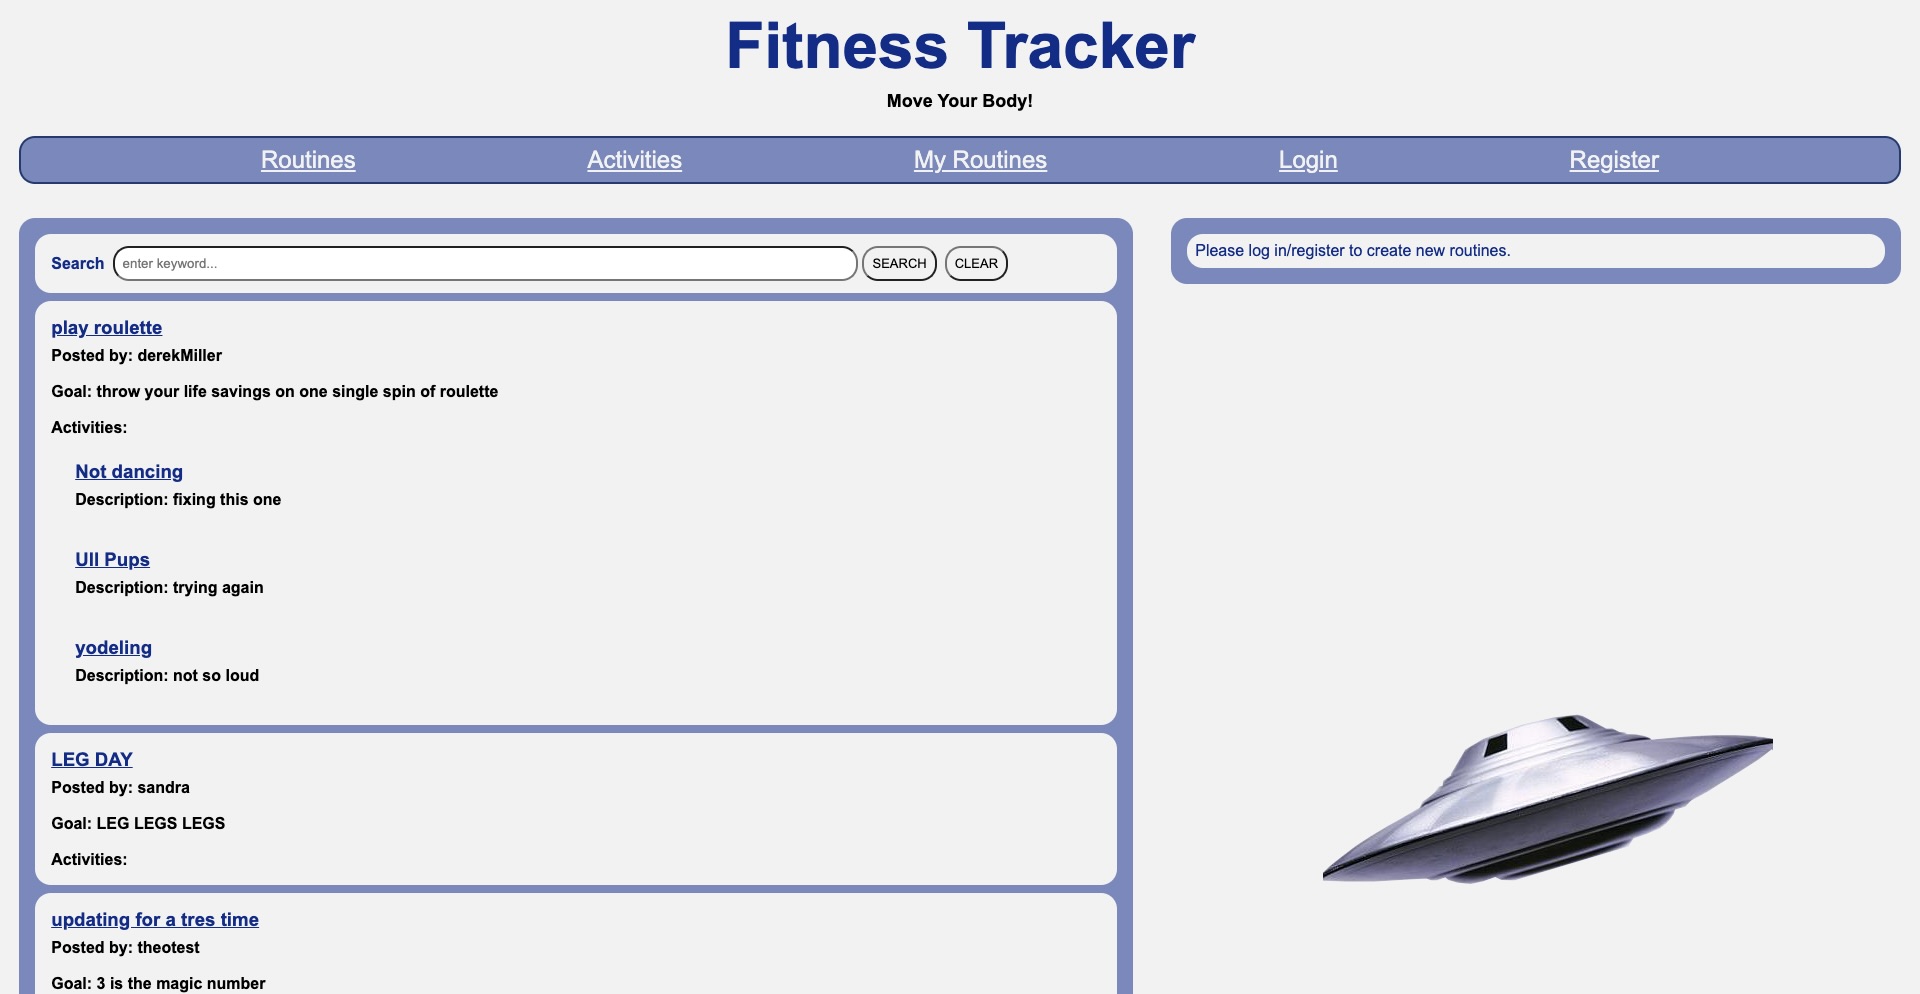 Fitness Tracker
Move Your Body!
Routines Activities My Routines Login Register
Search enter keyword... SEARCH CLEAR
play roulette
Posted by: derekMiller
Goal: throw your life savings on one single spin of roulette
Activities:
Not dancing
Description: fixing this one
Ull Pups
Description: trying again
yodeling
Description: not so loud
LEG DAY
Posted by: sandra
Goal: LEG LEGS LEGS
Activities:
updating for a tres time
Posted by: theotest
Goal: 3 is the magic number
Please log in/register to create new routines.